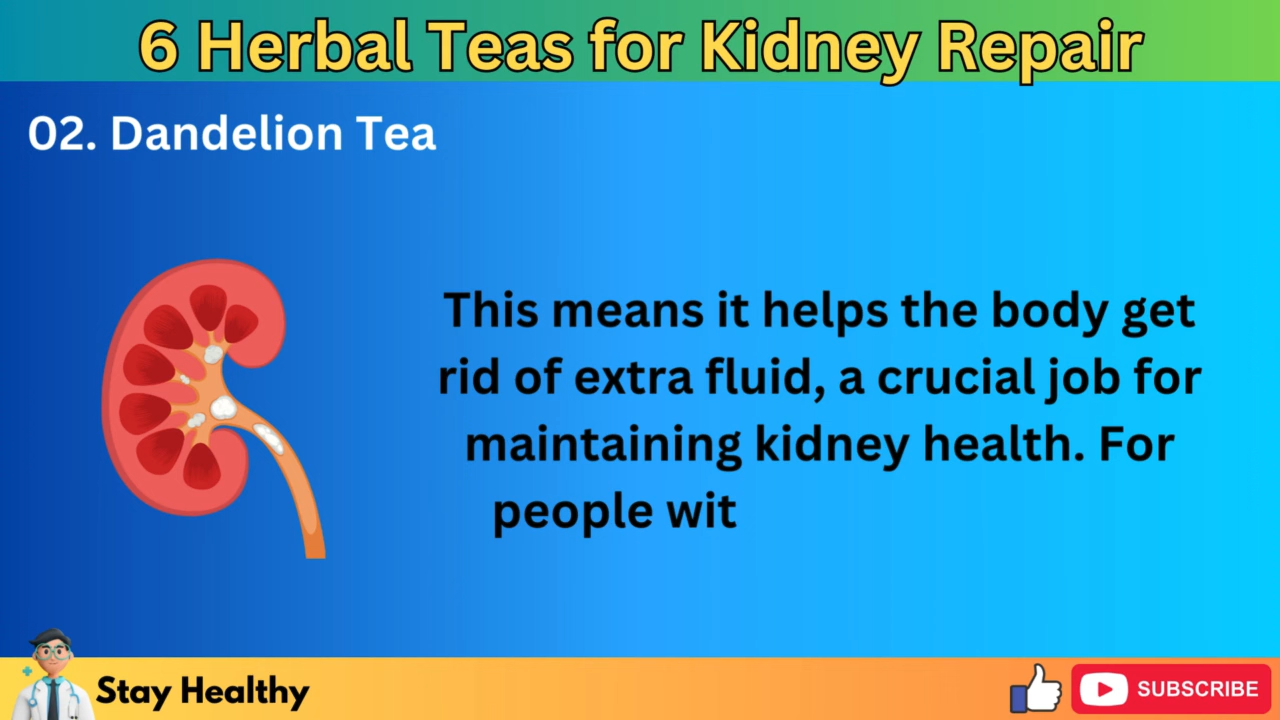 6 Herbal Teas for Kidney Repair
02. Dandelion Tea
This means it helps the body get
rid of extra fluid, a crucial job for
maintaining kidney health. For
people wit
Stay Healthy
SUBSCRIBE